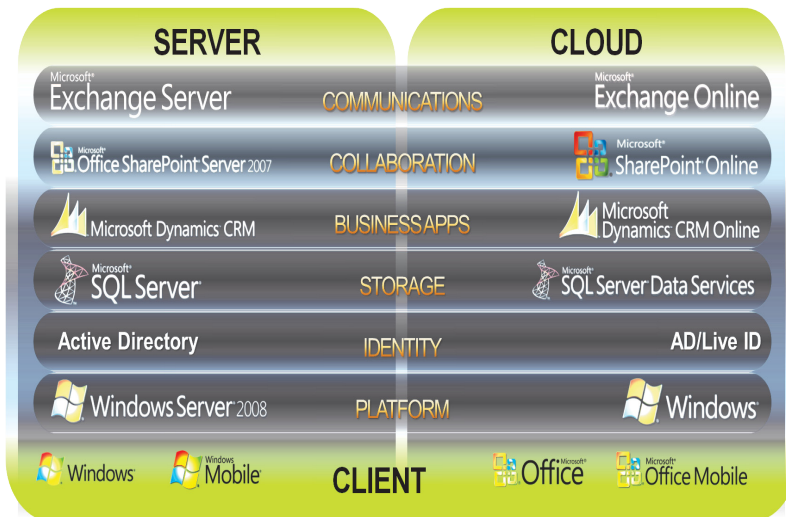 SERVER CLOUD
Microsoft® Exchange Server COMMUNICATIONS Microsoft® Exchange Online
Microsoft® Office SharePoint Server 2007 COLLABORATION Microsoft® SharePoint Online
Microsoft Dynamics CRM BUSINESS APPS Microsoft
Dynamics CRM Online
Microsoft® SQL Server STORAGE Microsoft® SQL Server Data Services
Active Directory IDENTITY AD/Live ID
Windows Server 2008 PLATFORM Windows
Windows Windows Mobile CLIENT Microsoft® Office Microsoft® Office Mobile